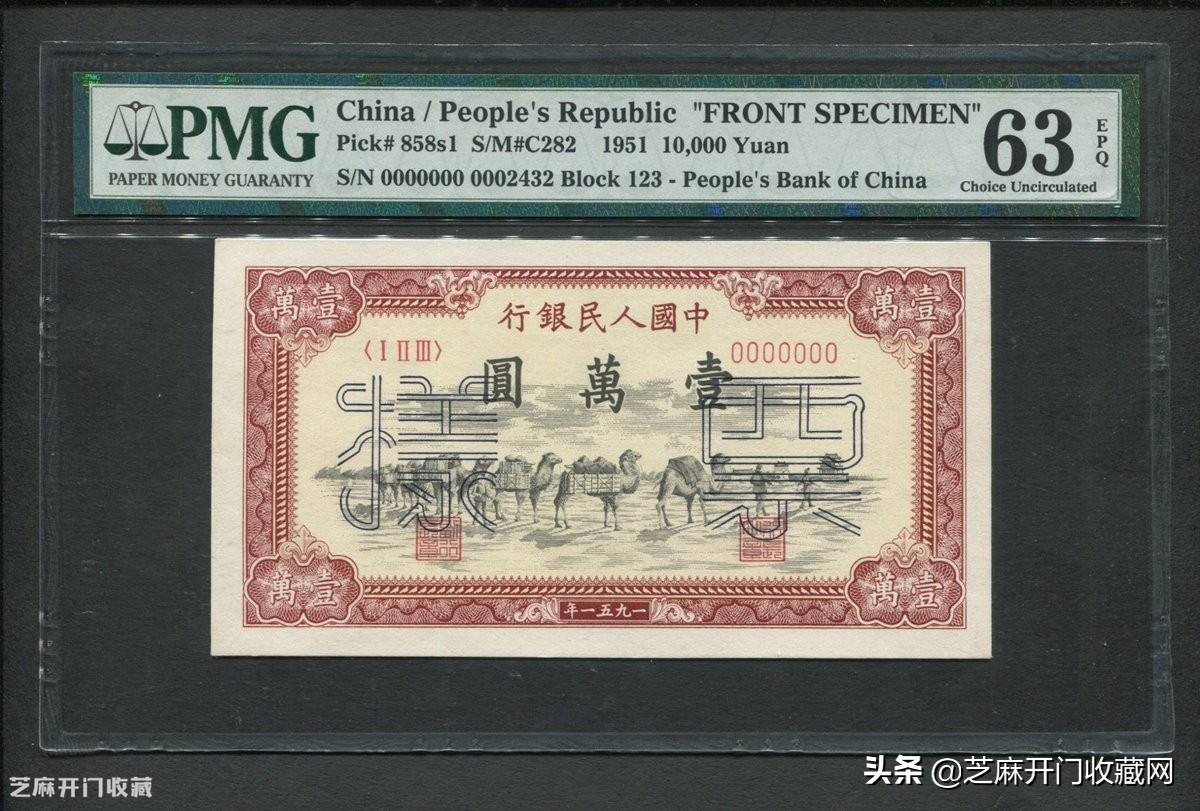 PMG
PAPER MONEY GUARANTY
China / People's Republic "FRONT SPECIMEN"
Pick# 858s1 S/M#C282 1951 10,000 Yuan
S/N 0000000 0002432 Block 123 - People's Bank of China
63
EPQ
Choice Uncirculated
萬壹
萬壹
行銀民人國中
〈I II III〉
0000000
圓萬壹
樣票
萬壹
萬壹
年一五九一
芝麻开门收藏
头条 @芝麻开门收藏网